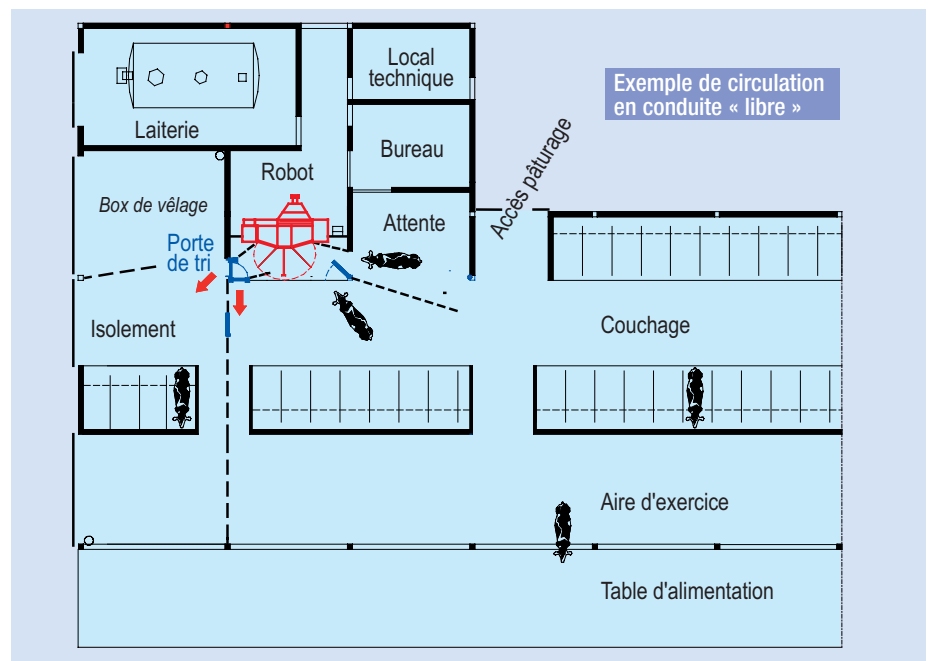 Local
technique
Exemple de circulation
en conduite « libre »
Laiterie
Bureau
Robot
Accès pâturage
Box de vêlage
Attente
Porte
de tri
Isolement
Couchage
Aire d'exercice
Table d'alimentation